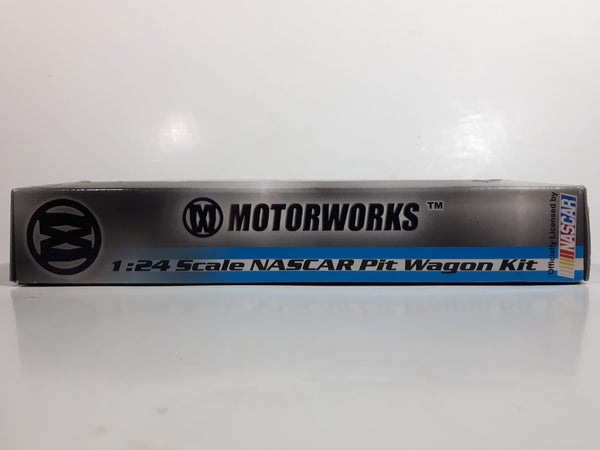 MOTORWORKS™
1:24 Scale NASCAR Pit Wagon Kit
Officially Licensed by
NASCAR